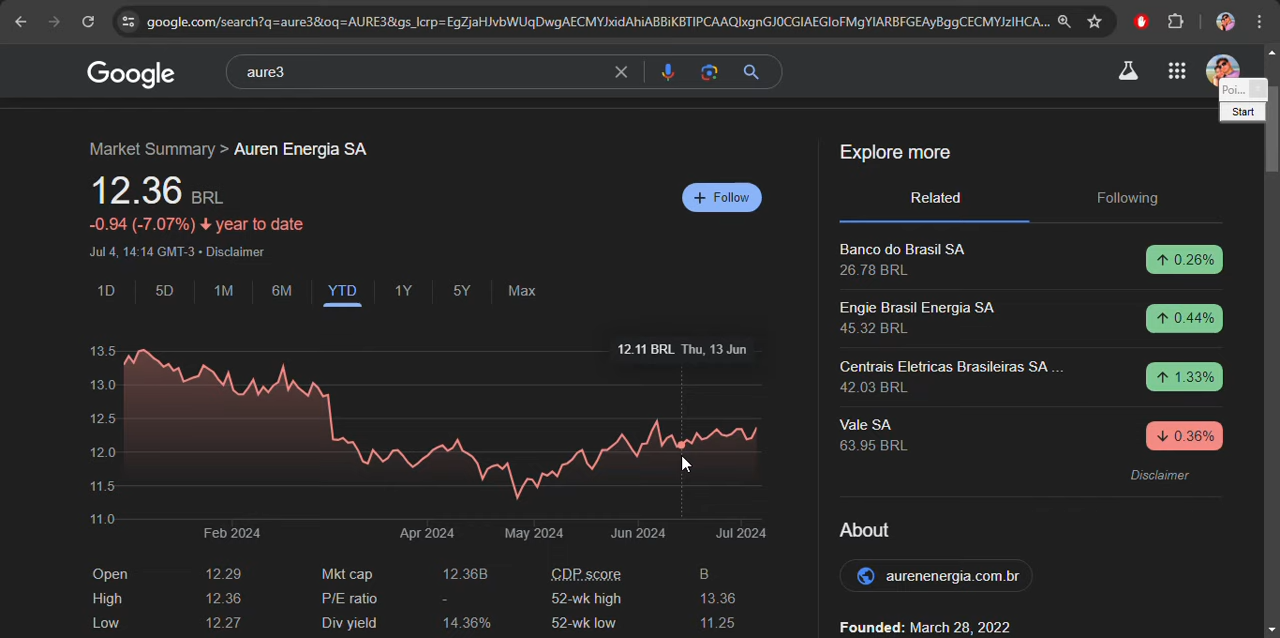 google.com/search?q=aure3&oq=AURE3&gs_lcrp=EgZjaHJvbWUqDwgAECMYJxidAhiABBiKBTIPCAAQIxgnGJ0CGIAEGIoFMgYIARBFGEAyBggCECMYJzIHCA...
Google
aure3
Poi...
Start
Market Summary > Auren Energia SA
12.36 BRL
-0.94 (-7.07%) ↓ year to date
+ Follow
Jul 4, 14:14 GMT-3 • Disclaimer
1D 5D 1M 6M YTD 1Y 5Y Max
12.11 BRL Thu, 13 Jun
13.5
13.0
12.5
12.0
11.5
11.0
Feb 2024 Apr 2024 May 2024 Jun 2024 Jul 2024
Open 12.29 Mkt cap 12.36B CDP score B
High 12.36 P/E ratio - 52-wk high 13.36
Low 12.27 Div yield 14.36% 52-wk low 11.25
Explore more
Related Following
Banco do Brasil SA
26.78 BRL
↑ 0.26%
Engie Brasil Energia SA
45.32 BRL
↑ 0.44%
Centrais Eletricas Brasileiras SA ...
42.03 BRL
↑ 1.33%
Vale SA
63.95 BRL
↓ 0.36%
Disclaimer
About
aurenenergia.com.br
Founded: March 28, 2022